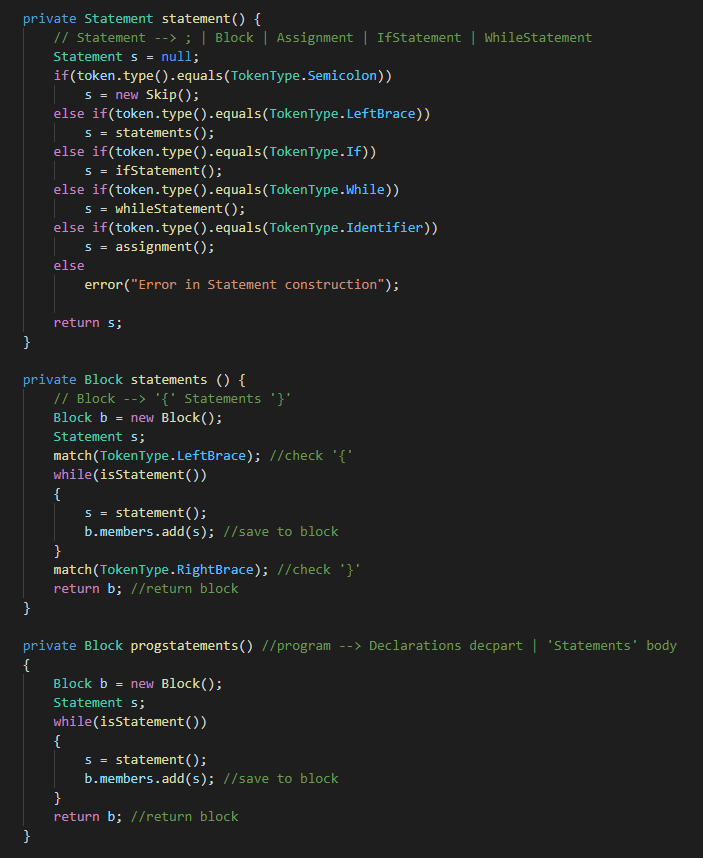 private Statement statement() {
    // Statement --> ; | Block | Assignment | IfStatement | WhileStatement
    Statement s = null;
    if(token.type().equals(TokenType.Semicolon))
        s = new Skip();
    else if(token.type().equals(TokenType.LeftBrace))
        s = statements();
    else if(token.type().equals(TokenType.If))
        s = ifStatement();
    else if(token.type().equals(TokenType.While))
        s = whileStatement();
    else if(token.type().equals(TokenType.Identifier))
        s = assignment();
    else
        error("Error in Statement construction");

    return s;
}

private Block statements () {
    // Block --> '{' Statements '}'
    Block b = new Block();
    Statement s;
    match(TokenType.LeftBrace); //check '{'
    while(isStatement())
    {
        s = statement();
        b.members.add(s); //save to block
    }
    match(TokenType.RightBrace); //check '}'
    return b; //return block
}

private Block progstatements() //program --> Declarations decpart | 'Statements' body
{
    Block b = new Block();
    Statement s;
    while(isStatement())
    {
        s = statement();
        b.members.add(s); //save to block
    }
    return b; //return block
}